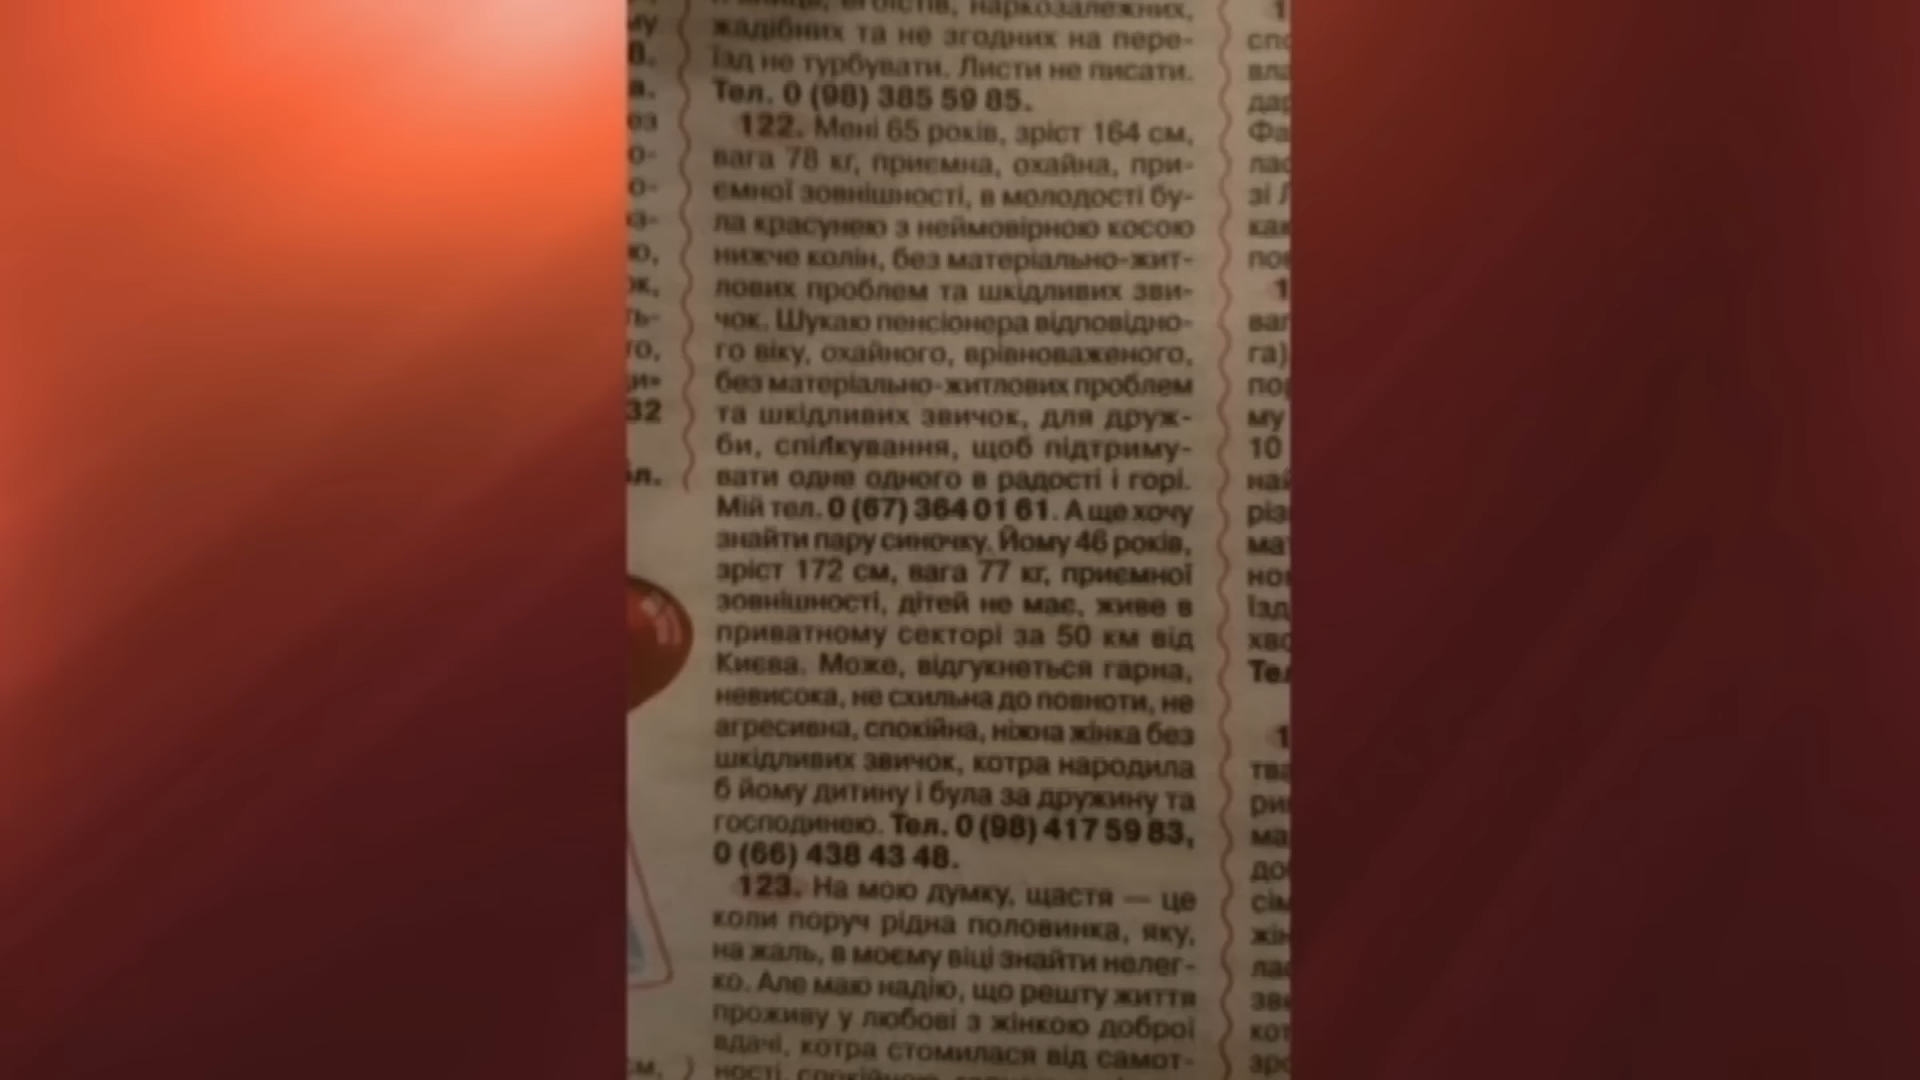 егоїстів, наркозалежних,
жадібних та не згодних на пере-
їзд не турбувати. Листи не писати.
Тел. 0 (98) 385 59 85.
122. Мені 65 років, зріст 164 см,
вага 78 кг, приємна, охайна, при-
ємної зовнішності, в молодості бу-
ла красунею з неймовірною косою
нижче колін, без матеріально-жит-
лових проблем та шкідливих зви-
чок. Шукаю пенсіонера відповідно-
го віку, охайного, врівноваженого,
без матеріально-житлових проблем
та шкідливих звичок, для друж-
би, спілкування, щоб підтриму-
вати одне одного в радості і горі.
Мій тел. 0 (67) 364 01 61. А ще хочу
знайти пару синочку. Йому 46 років,
зріст 172 см, вага 77 кг, приємної
зовнішності, дітей не має, живе в
приватному секторі за 50 км від
Києва. Може, відгукнеться гарна,
невисока, не схильна до повноти, не
агресивна, спокійна, ніжна жінка без
шкідливих звичок, котра народила
б йому дитину і була за дружину та
господинею. Тел. 0 (98) 417 59 83,
0 (66) 438 43 48.
123. На мою думку, щастя — це
коли поруч рідна половинка, яку,
на жаль, в моєму віці знайти нелег-
ко. Але маю надію, що решту життя
проживу у любові з жінкою доброї
вдачі, котра стомилася від самот-
ності, спокійною